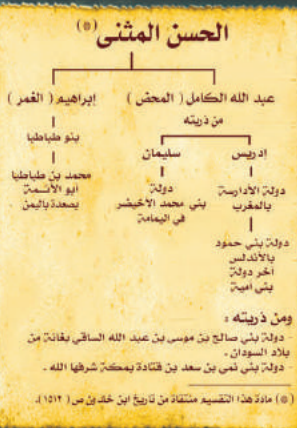 الحسن المثنى (*)
عبد الله الكامل ( المحض )
إبراهيم ( الغمر )
من ذريته
إدريس
سليمان
بنو طباطبا
دولة الأدارسة
بالمغرب
دولة
بني محمد الأخيضر
في اليمامة
محمد بن طباطبا
أبو الأئمة
بصعدة باليمن
دولة بني حمود
بالأندلس
آخر دولة
بني أمية
ومن ذريته :
- دولة بني صالح بن موسى بن عبد الله الساقي بغانة من
بلاد السودان .
- دولة بني نمى بن سعد بن قتادة بمكة شرفها الله .
(*) مادة هذا التقسيم منتقاة من تاريخ ابن خلدون ص (١٥١٢).